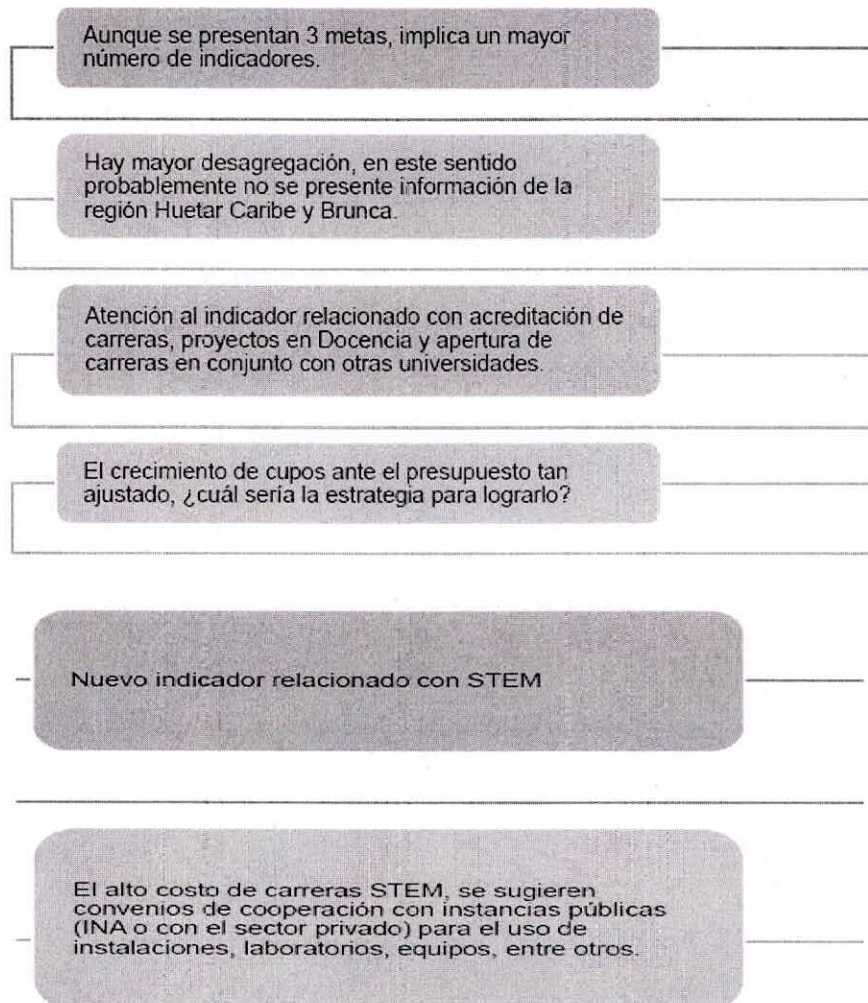 Aunque se presentan 3 metas, implica un mayor
número de indicadores.
Hay mayor desagregación, en este sentido
probablemente no se presente información de la
región Huetar Caribe y Brunca.
Atención al indicador relacionado con acreditación de
carreras, proyectos en Docencia y apertura de
carreras en conjunto con otras universidades.
El crecimiento de cupos ante el presupuesto tan
ajustado, ¿cuál sería la estrategia para lograrlo?
Nuevo indicador relacionado con STEM
El alto costo de carreras STEM, se sugieren
convenios de cooperación con instancias públicas
(INA o con el sector privado) para el uso de
instalaciones, laboratorios, equipos, entre otros.